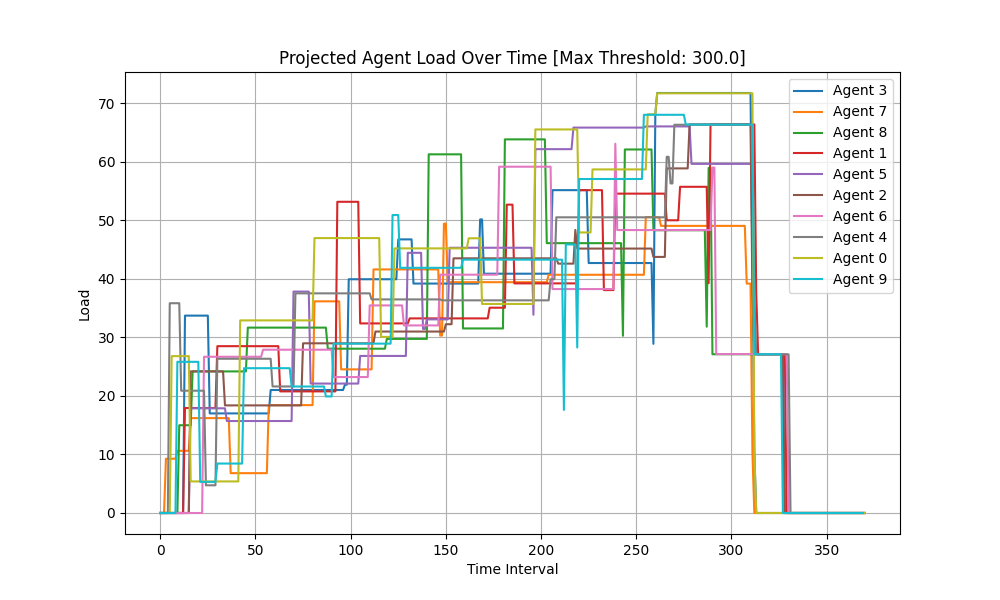 Projected Agent Load Over Time [Max Threshold: 300.0]
Load
70
60
50
40
30
20
10
0
0 50 100 150 200 250 300 350
Time Interval
Agent 3
Agent 7
Agent 8
Agent 1
Agent 5
Agent 2
Agent 6
Agent 4
Agent 0
Agent 9